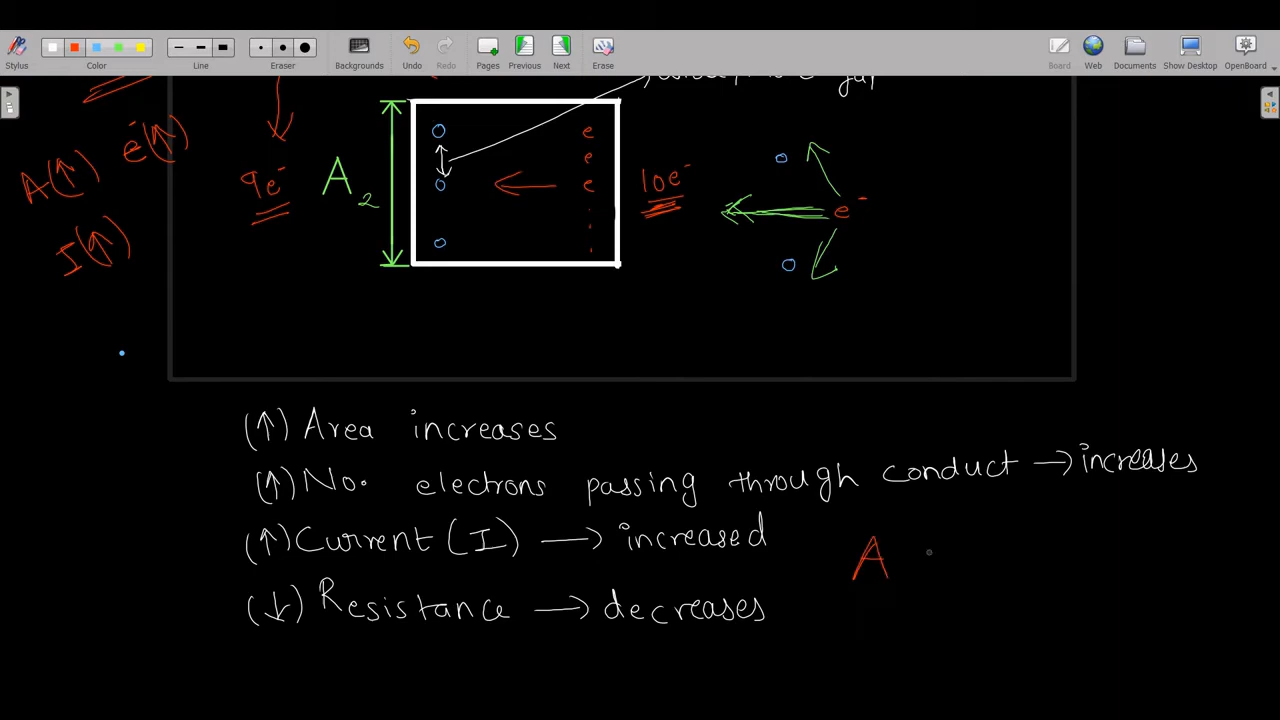 Stylus
Color
Line
Eraser
Backgrounds
Undo
Redo
Pages
Previous
Next
Erase
Board
Web
Documents
Show Desktop
OpenBoard
gap
A(↑) e⁻(↑)
I(↑)
9e⁻
A₂
e
e
e
10e⁻
e⁻
(↑) Area increases
(↑) No. electrons passing through conduct → increases
(↑) Current (I) → increased
(↓) Resistance → decreases
A